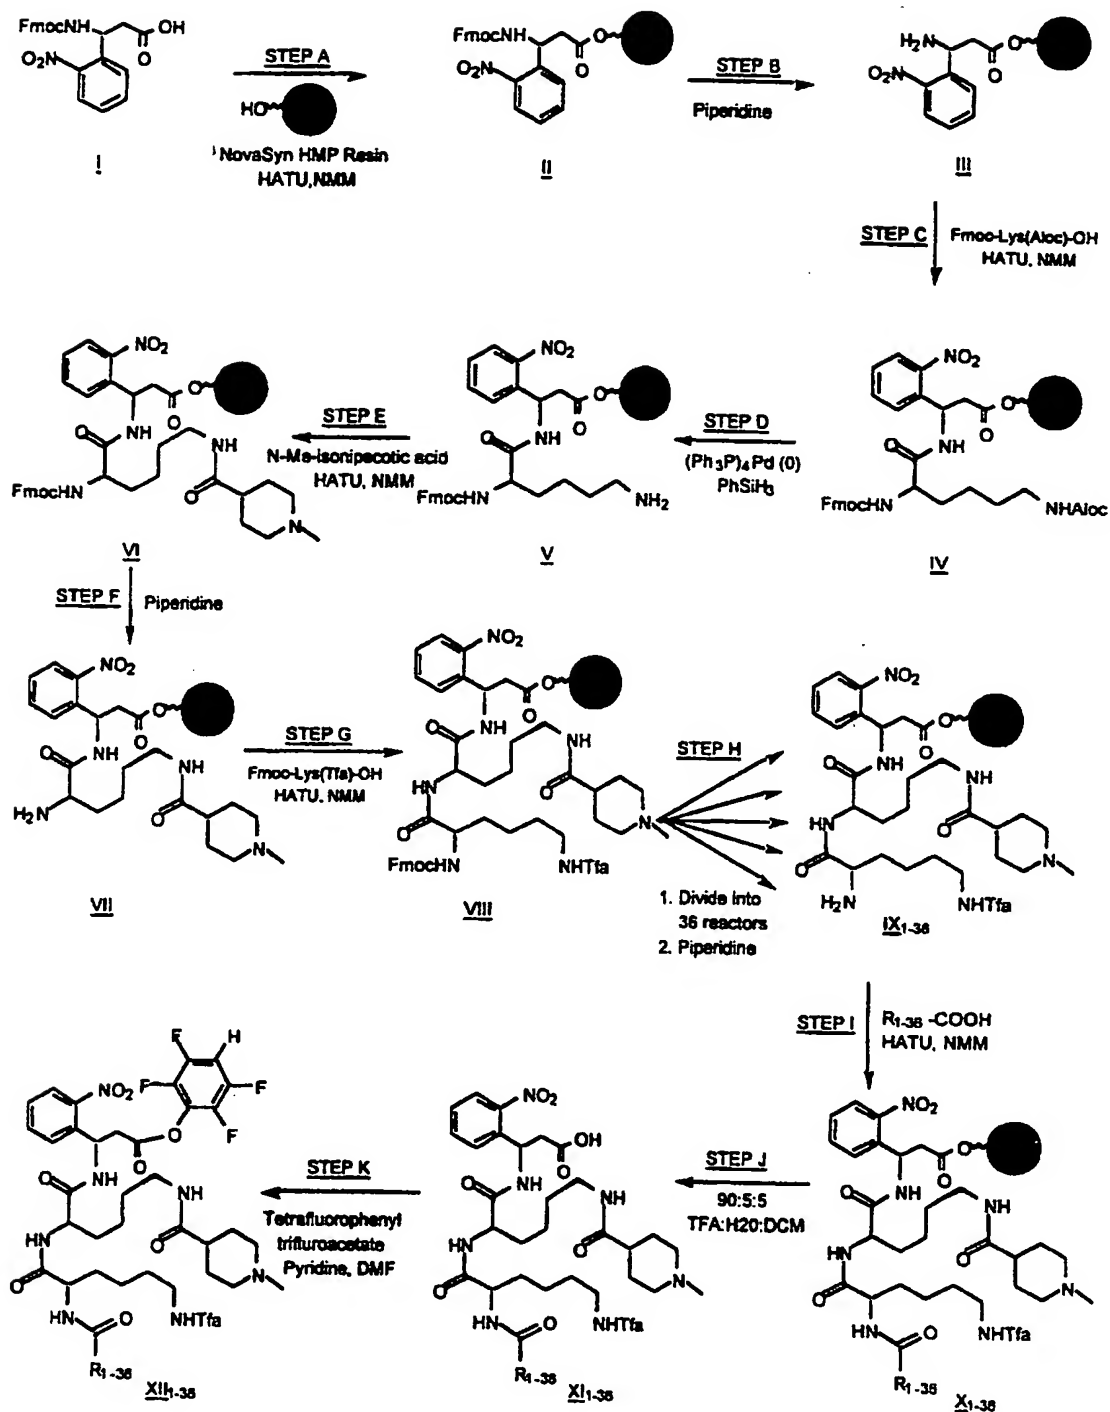 FmocNH
OH
O
O2N
I
STEP A
HO
NovaSyn HMP Resin
HATU,NMM
FmocNH
O
O
O2N
II
STEP B
Piperidine
H2N
O
O
O2N
III
STEP C
Fmoc-Lys(Aloc)-OH
HATU, NMM
NO2
O
O
O
NH
NH
FmocHN
O
N
VI
STEP E
N-Me-isonipecotic acid
HATU, NMM
NO2
O
O
O
NH
FmocHN
NH2
V
STEP D
(Ph3P)4Pd (0)
PhSiH3
NO2
O
O
O
NH
FmocHN
NHAloc
IV
STEP F
Piperidine
NO2
O
O
O
NH
NH
H2N
O
N
VII
STEP G
Fmoc-Lys(Tfa)-OH
HATU, NMM
NO2
O
O
O
NH
NH
HN
O
O
N
FmocHN
NHTfa
VIII
STEP H
1. Divide into
36 reactors
2. Piperidine
NO2
O
O
O
NH
NH
HN
O
O
N
H2N
NHTfa
IX1-36
STEP I
R1-36 -COOH
HATU, NMM
F
H
NO2
F
F
O
F
O
O
NH
NH
HN
O
O
N
NHTfa
HN
O
R1-36
XII1-36
STEP K
Tetrafluorophenyl
trifluroacetate
Pyridine, DMF
NO2
OH
O
O
NH
NH
HN
O
O
N
HN
O
NHTfa
R1-36
XI1-36
STEP J
90:5:5
TFA:H20:DCM
NO2
O
O
O
NH
NH
HN
O
O
N
HN
O
NHTfa
R1-36
X1-36